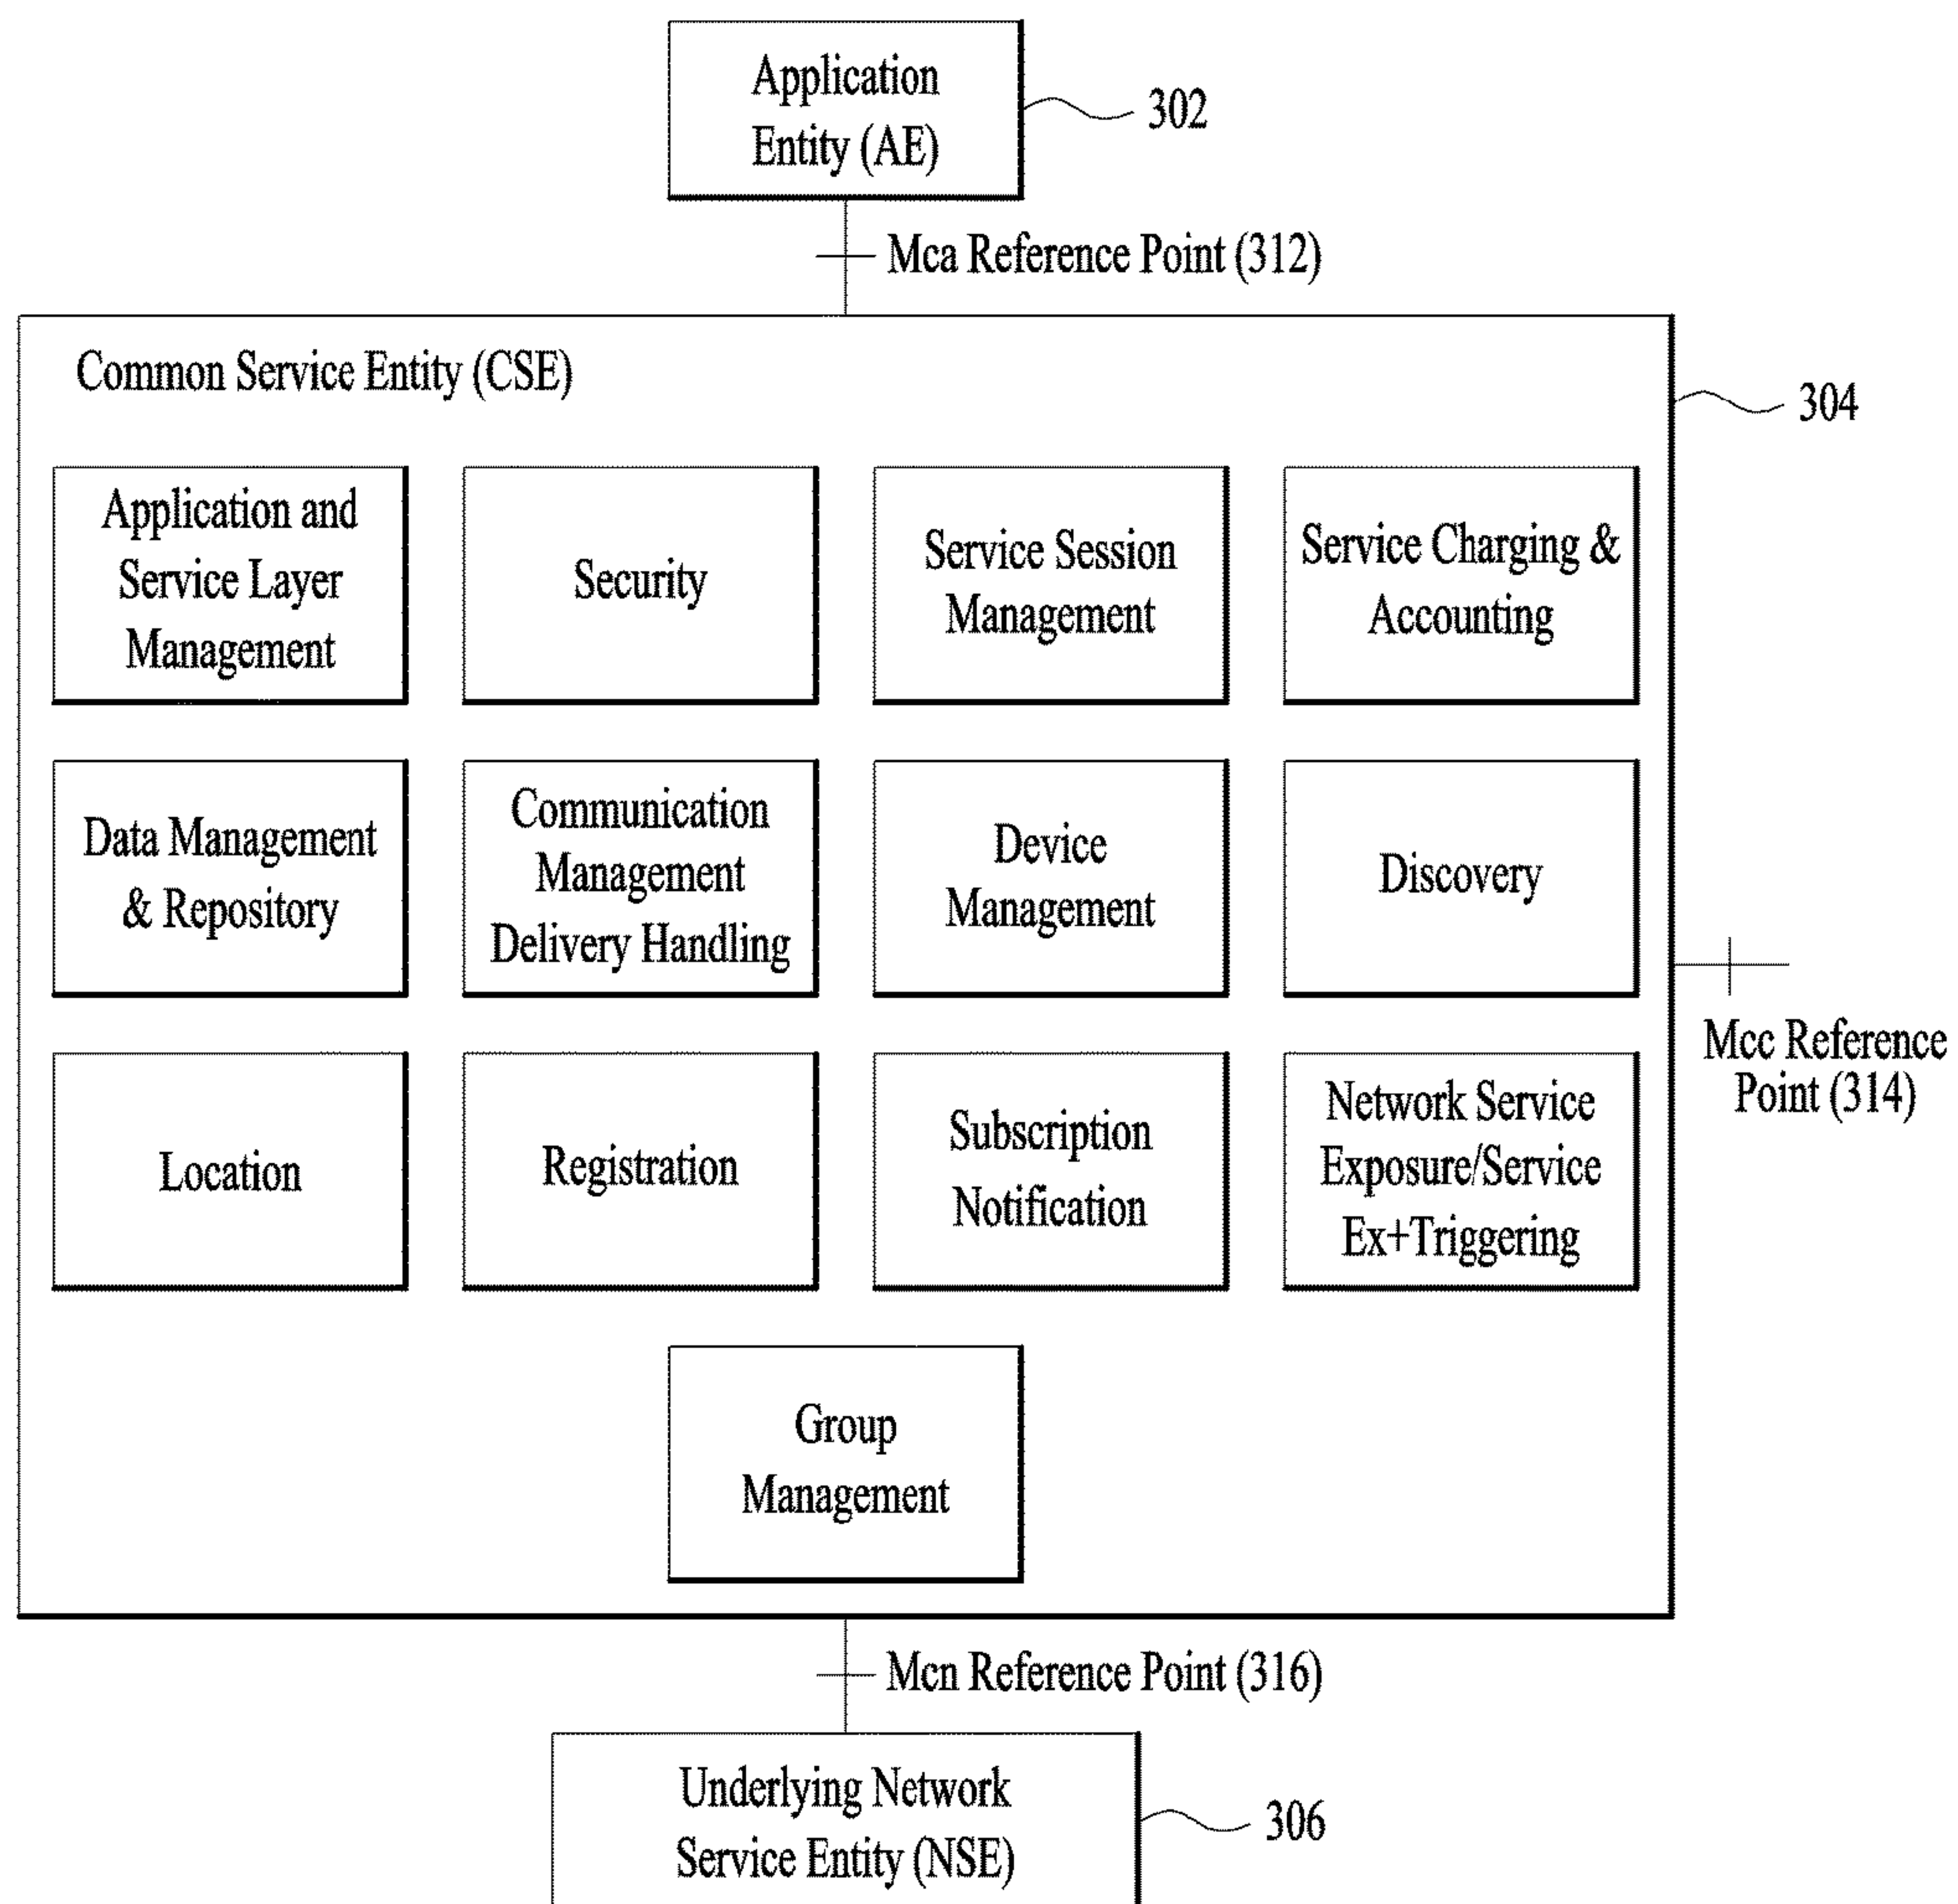 Application
Entity (AE)
302
Mca Reference Point (312)
Common Service Entity (CSE)
304
Application and
Service Layer
Management
Security
Service Session
Management
Service Charging &
Accounting
Data Management
& Repository
Communication
Management
Delivery Handling
Device
Management
Discovery
Mcc Reference
Point (314)
Location
Registration
Subscription
Notification
Network Service
Exposure/Service
Ex+Triggering
Group
Management
Mcn Reference Point (316)
Underlying Network
Service Entity (NSE)
306